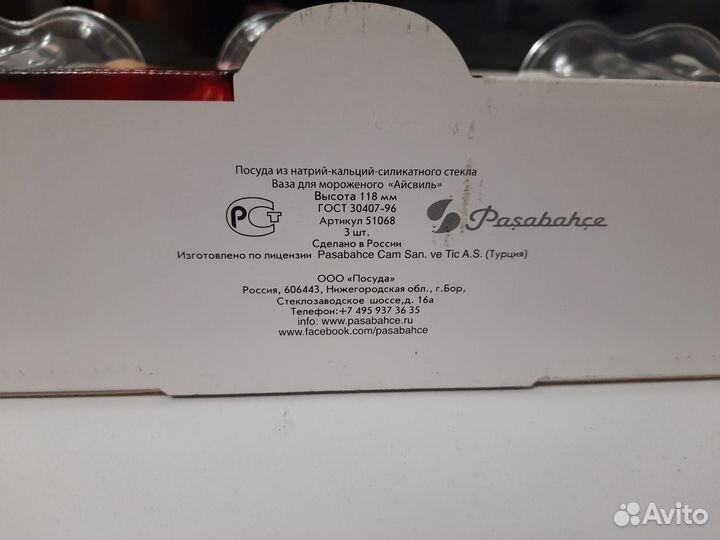 Посуда из натрий-кальций-силикатного стекла
Ваза для мороженого «Айсвиль»
Высота 118 мм
ГОСТ 30407-96
Артикул 51068
3 шт.
Сделано в России
Изготовлено по лицензии Pasabahce Cam San. ve Tic A.S. (Турция)
РСТ
Paşabahçe
ООО «Посуда»
Россия, 606443, Нижегородская обл., г.Бор,
Стеклозаводское шоссе,д. 16а
Телефон:+7 495 937 36 35
info: www.pasabahce.ru
www.facebook.com/pasabahce
Avito